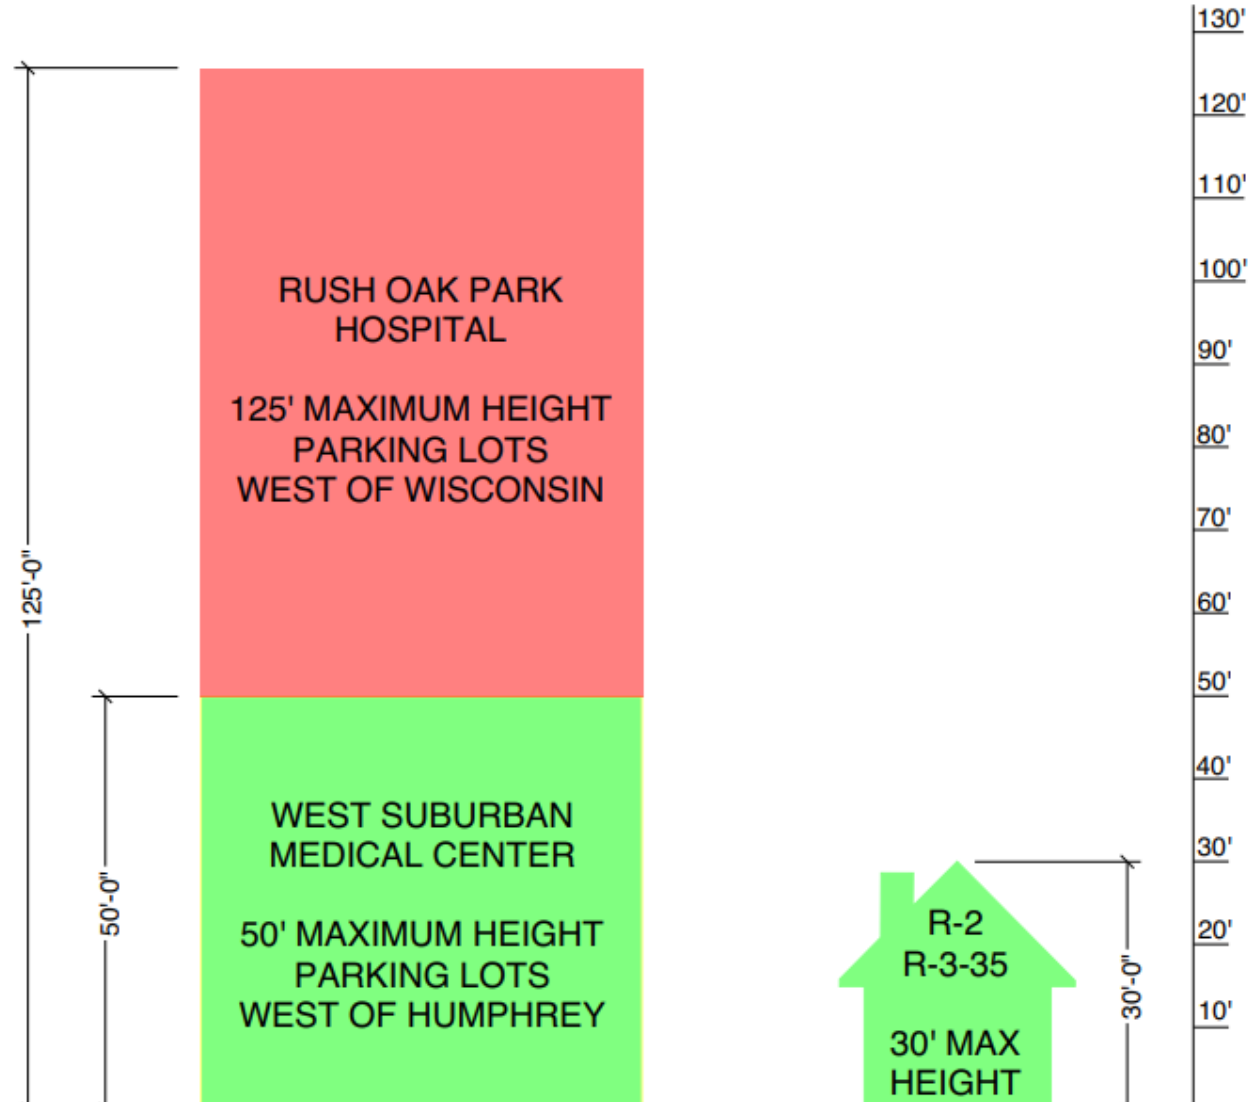 130'
120'
110'
100'
90'
80'
70'
60'
50'
40'
30'
20'
10'
125'-0"
50'-0"
RUSH OAK PARK
HOSPITAL
125' MAXIMUM HEIGHT
PARKING LOTS
WEST OF WISCONSIN
WEST SUBURBAN
MEDICAL CENTER
50' MAXIMUM HEIGHT
PARKING LOTS
WEST OF HUMPHREY
R-2
R-3-35
30' MAX
HEIGHT
30'-0"